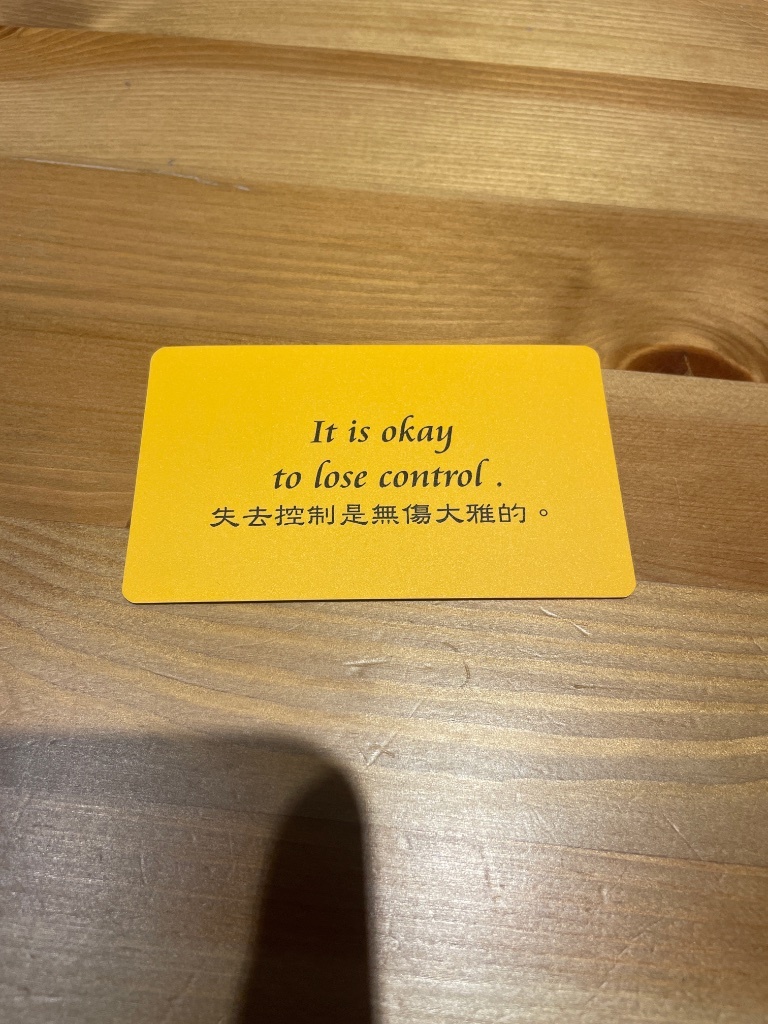 It is okay
to lose control .
失去控制是無傷大雅的。